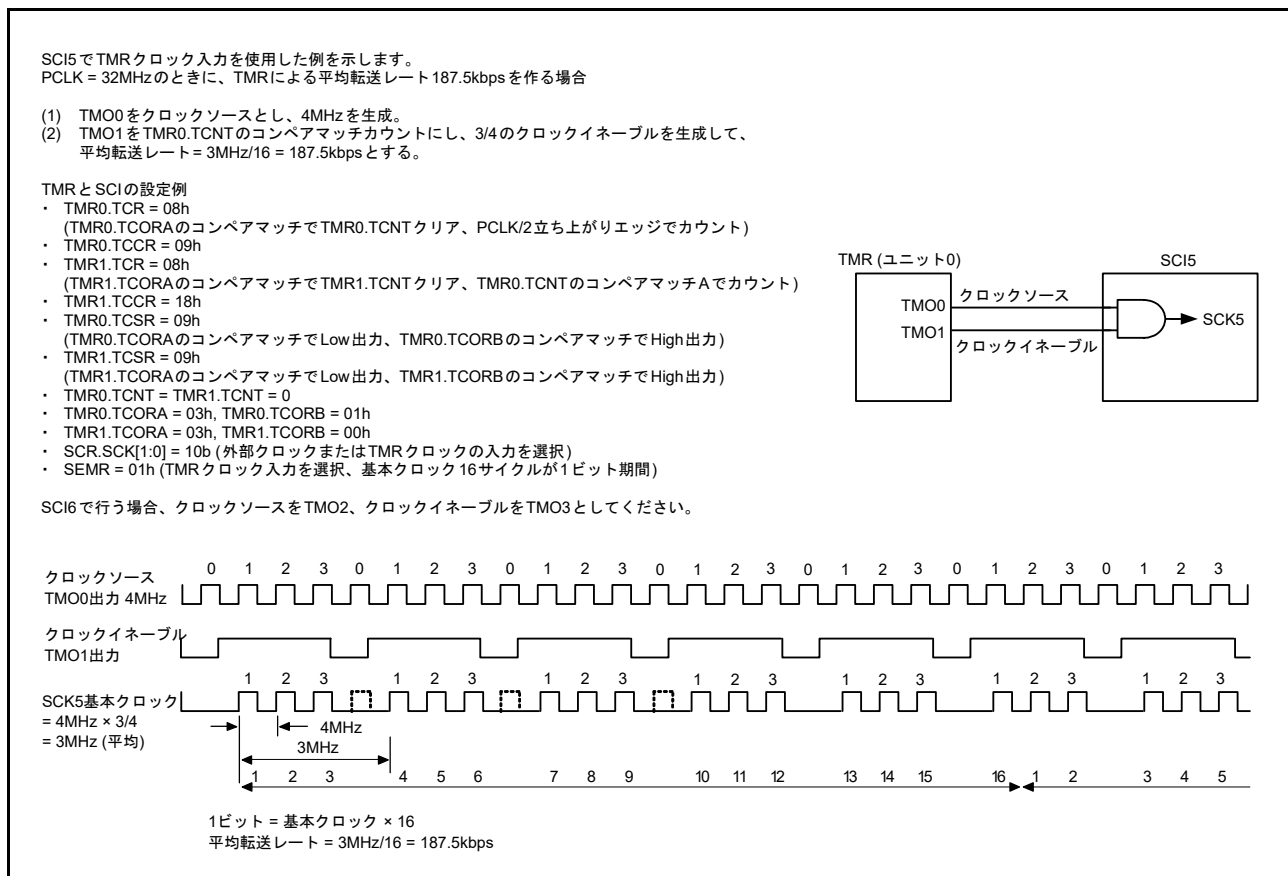 SCI5でTMRクロック入力を使用した例を示します。
PCLK = 32MHzのときに、TMRによる平均転送レート187.5kbpsを作る場合
(1) TMO0をクロックソースとし、4MHzを生成。
(2) TMO1をTMR0.TCNTのコンペアマッチカウントにし、3/4のクロックイネーブルを生成して、
平均転送レート= 3MHz/16 = 187.5kbpsとする。
TMRとSCIの設定例
・ TMR0.TCR = 08h
(TMR0.TCORAのコンペアマッチでTMR0.TCNTクリア、PCLK/2立ち上がりエッジでカウント)
・ TMR0.TCCR = 09h
・ TMR1.TCR = 08h
(TMR1.TCORAのコンペアマッチでTMR1.TCNTクリア、TMR0.TCNTのコンペアマッチAでカウント)
・ TMR1.TCCR = 18h
・ TMR0.TCSR = 09h
(TMR0.TCORAのコンペアマッチでLow出力、TMR0.TCORBのコンペアマッチでHigh出力)
・ TMR1.TCSR = 09h
(TMR1.TCORAのコンペアマッチでLow出力、TMR1.TCORBのコンペアマッチでHigh出力)
・ TMR0.TCNT = TMR1.TCNT = 0
・ TMR0.TCORA = 03h, TMR0.TCORB = 01h
・ TMR1.TCORA = 03h, TMR1.TCORB = 00h
・ SCR.SCK[1:0] = 10b (外部クロックまたはTMRクロックの入力を選択)
・ SEMR = 01h (TMRクロック入力を選択、基本クロック16サイクルが1ビット期間)
SCI6で行う場合、クロックソースをTMO2、クロックイネーブルをTMO3としてください。
TMR (ユニット0)
SCI5
TMO0
クロックソース
TMO1
クロックイネーブル
SCK5
0 1 2 3 0 1 2 3 0 1 2 3 0 1 2 3 0 1 2 3 0 1 2 3 0 1 2 3
クロックソース
TMO0出力 4MHz
クロックイネーブル
TMO1出力
1 2 3 1 2 3 1 2 3 1 2 3 1 2 3 1 2 3 1 2 3
SCK5基本クロック
= 4MHz × 3/4
= 3MHz (平均)
4MHz
3MHz
1 2 3 4 5 6 7 8 9 10 11 12 13 14 15 16 1 2 3 4 5
1ビット = 基本クロック × 16
平均転送レート = 3MHz/16 = 187.5kbps